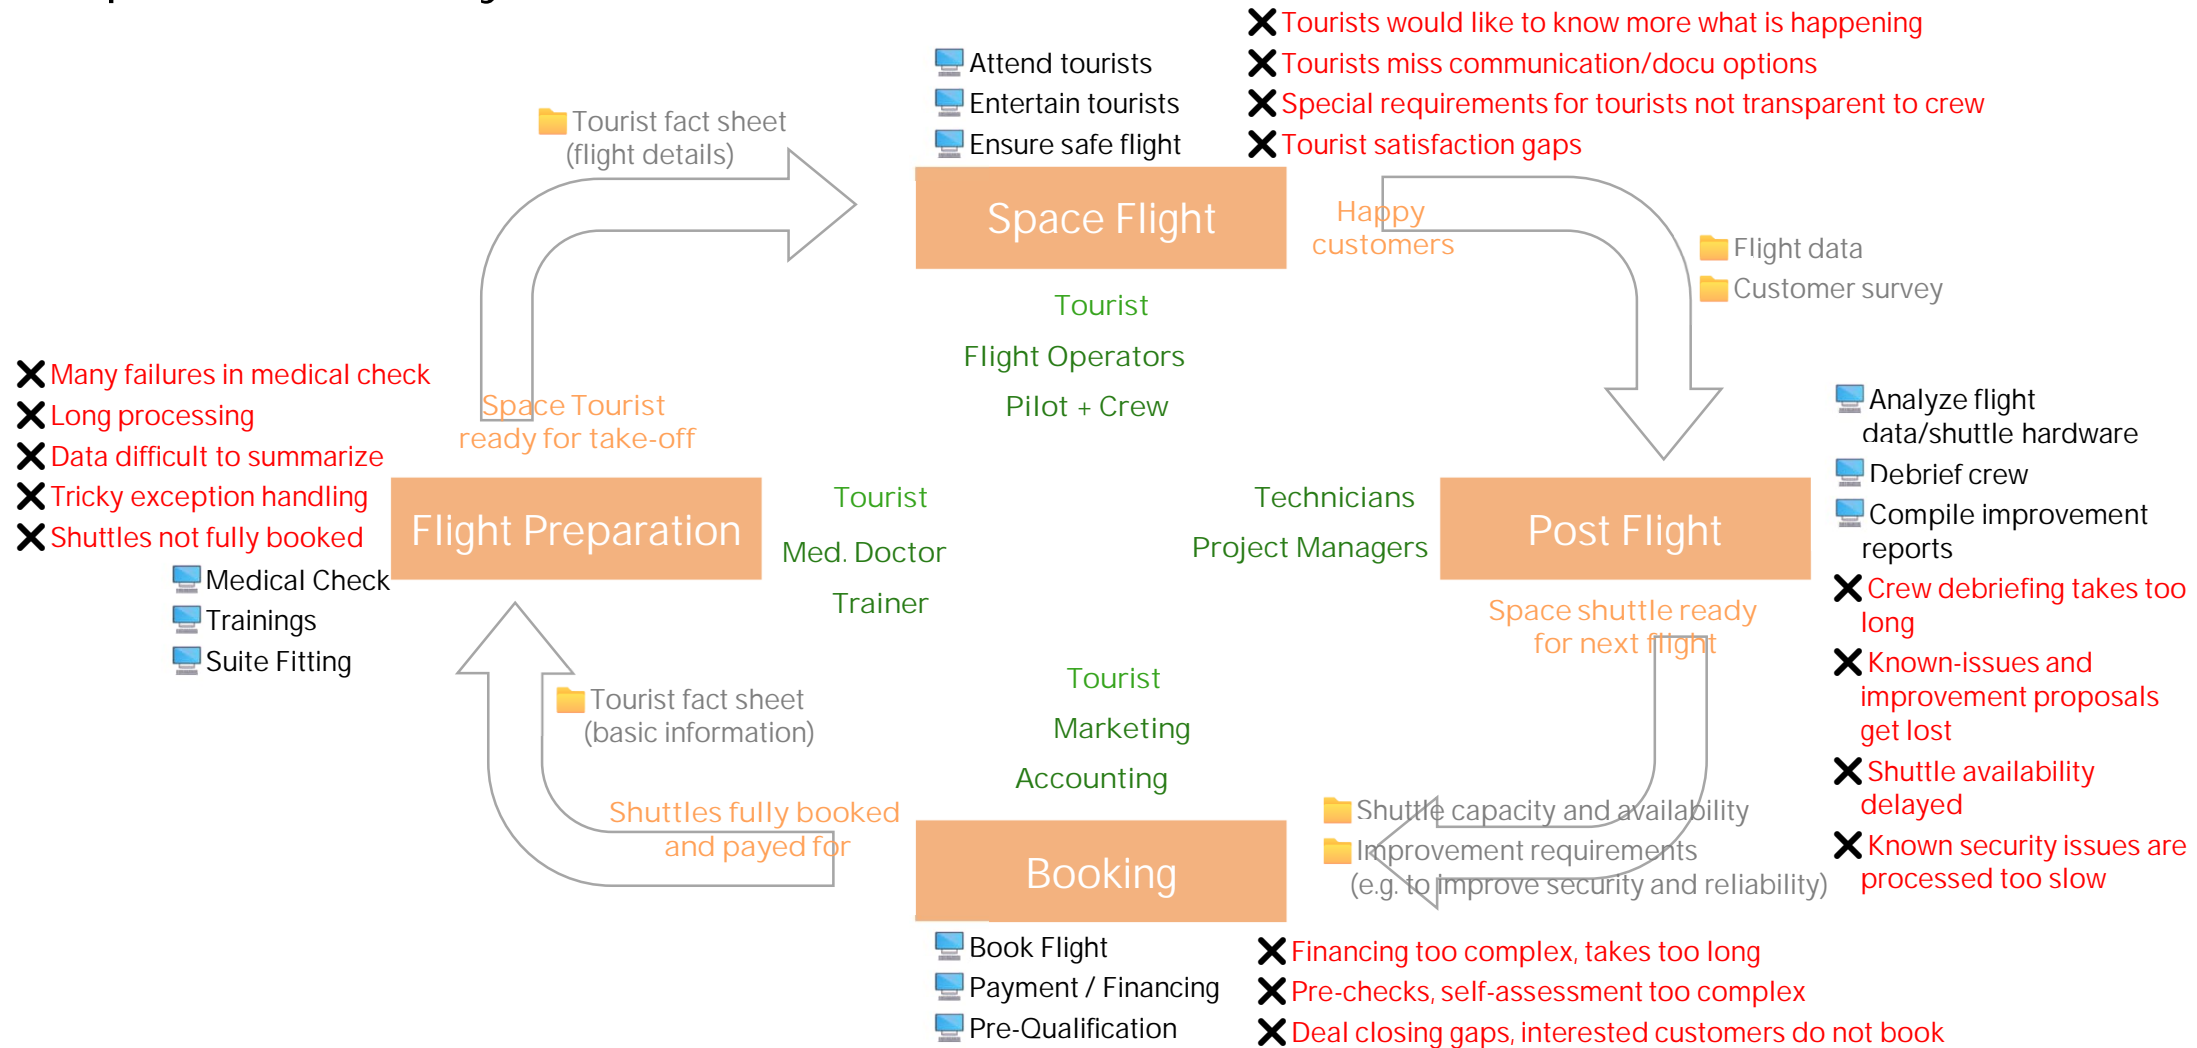 Tourists would like to know more what is happening
Tourists miss communication/docu options
Special requirements for tourists not transparent to crew
Tourist satisfaction gaps
Attend tourists
Entertain tourists
Ensure safe flight
Tourist fact sheet
(flight details)
Space Flight
Happy
customers
Flight data
Customer survey
Tourist
Flight Operators
Pilot + Crew
Many failures in medical check
Long processing
Data difficult to summarize
Tricky exception handling
Shuttles not fully booked
Space Tourist
ready for take-off
Flight Preparation
Medical Check
Trainings
Suite Fitting
Tourist
Med. Doctor
Trainer
Technicians
Project Managers
Post Flight
Analyze flight
data/shuttle hardware
Debrief crew
Compile improvement
reports
Crew debriefing takes too
long
Known-issues and
improvement proposals
get lost
Shuttle availability
delayed
Known security issues are
processed too slow
Space shuttle ready
for next flight
Tourist fact sheet
(basic information)
Tourist
Marketing
Accounting
Shuttles fully booked
and payed for
Booking
Shuttle capacity and availability
Improvement requirements
(e.g. to improve security and reliability)
Book Flight
Payment / Financing
Pre-Qualification
Financing too complex, takes too long
Pre-checks, self-assessment too complex
Deal closing gaps, interested customers do not book